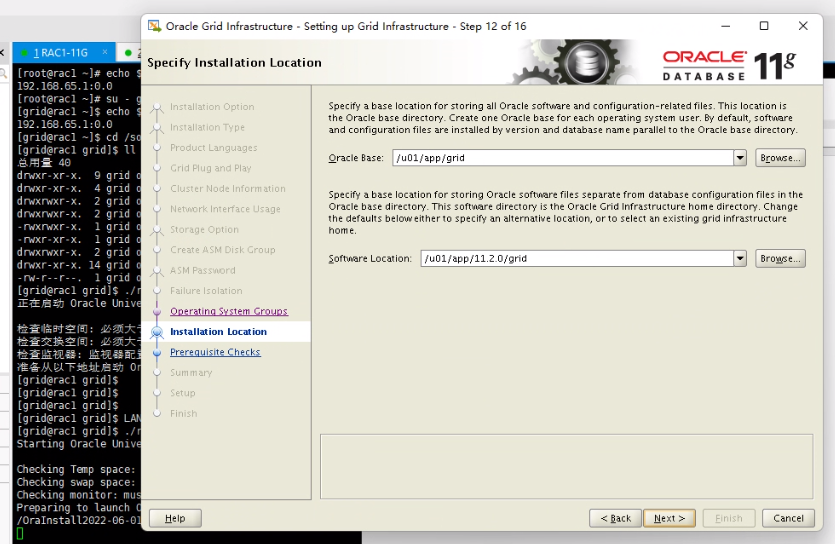 Oracle Grid Infrastructure - Setting up Grid Infrastructure - Step 12 of 16
1 RAC1-11G
Specify Installation Location
ORACLE
DATABASE
11g
[root@rac1 ~]# echo $
192.168.65.1:0.0
[root@rac1 ~]# su - g
[grid@rac1 ~]$ echo $
192.168.65.1:0.0
[grid@rac1 ~]$ cd /so
[grid@rac1 grid]$ ll
总用量 40
drwxr-xr-x. 9 grid o
drwxr-xr-x. 4 grid o
drwxrwxr-x. 2 grid o
drwxrwxr-x. 2 grid o
-rwxrwxr-x. 1 grid o
-rwxr-xr-x. 1 grid o
drwxrwxr-x. 2 grid o
drwxr-xr-x. 14 grid o
-rw-r--r--. 1 grid o
[grid@rac1 grid]$ ./r
正在启动 Oracle Unive
检查临时空间: 必须大于
检查交换空间: 必须大于
检查监视器: 监视器配置
准备从以下地址启动 Or
[grid@rac1 grid]$
[grid@rac1 grid]$
[grid@rac1 grid]$
[grid@rac1 grid]$ LAN
[grid@rac1 grid]$ ./r
Starting Oracle Unive
Checking Temp space:
Checking swap space:
Checking monitor: mus
Preparing to launch O
/OraInstall2022-06-01
Installation Option
Installation Type
Product Languages
Grid Plug and Play
Cluster Node Information
Network Interface Usage
Storage Option
Create ASM Disk Group
ASM Password
Failure Isolation
Operating System Groups
Installation Location
Prerequisite Checks
Summary
Setup
Finish
Specify a base location for storing all Oracle software and configuration-related files. This location is
the Oracle base directory. Create one Oracle base for each operating system user. By default, software
and configuration files are installed by version and database name parallel to the Oracle base directory.
Oracle Base: /u01/app/grid Browse...
Specify a base location for storing Oracle software files separate from database configuration files in the
Oracle base directory. This software directory is the Oracle Grid Infrastructure home directory. Change
the defaults below either to specify an alternative location, or to select an existing grid infrastructure
home.
Software Location: /u01/app/11.2.0/grid Browse...
Help < Back Next > Finish Cancel